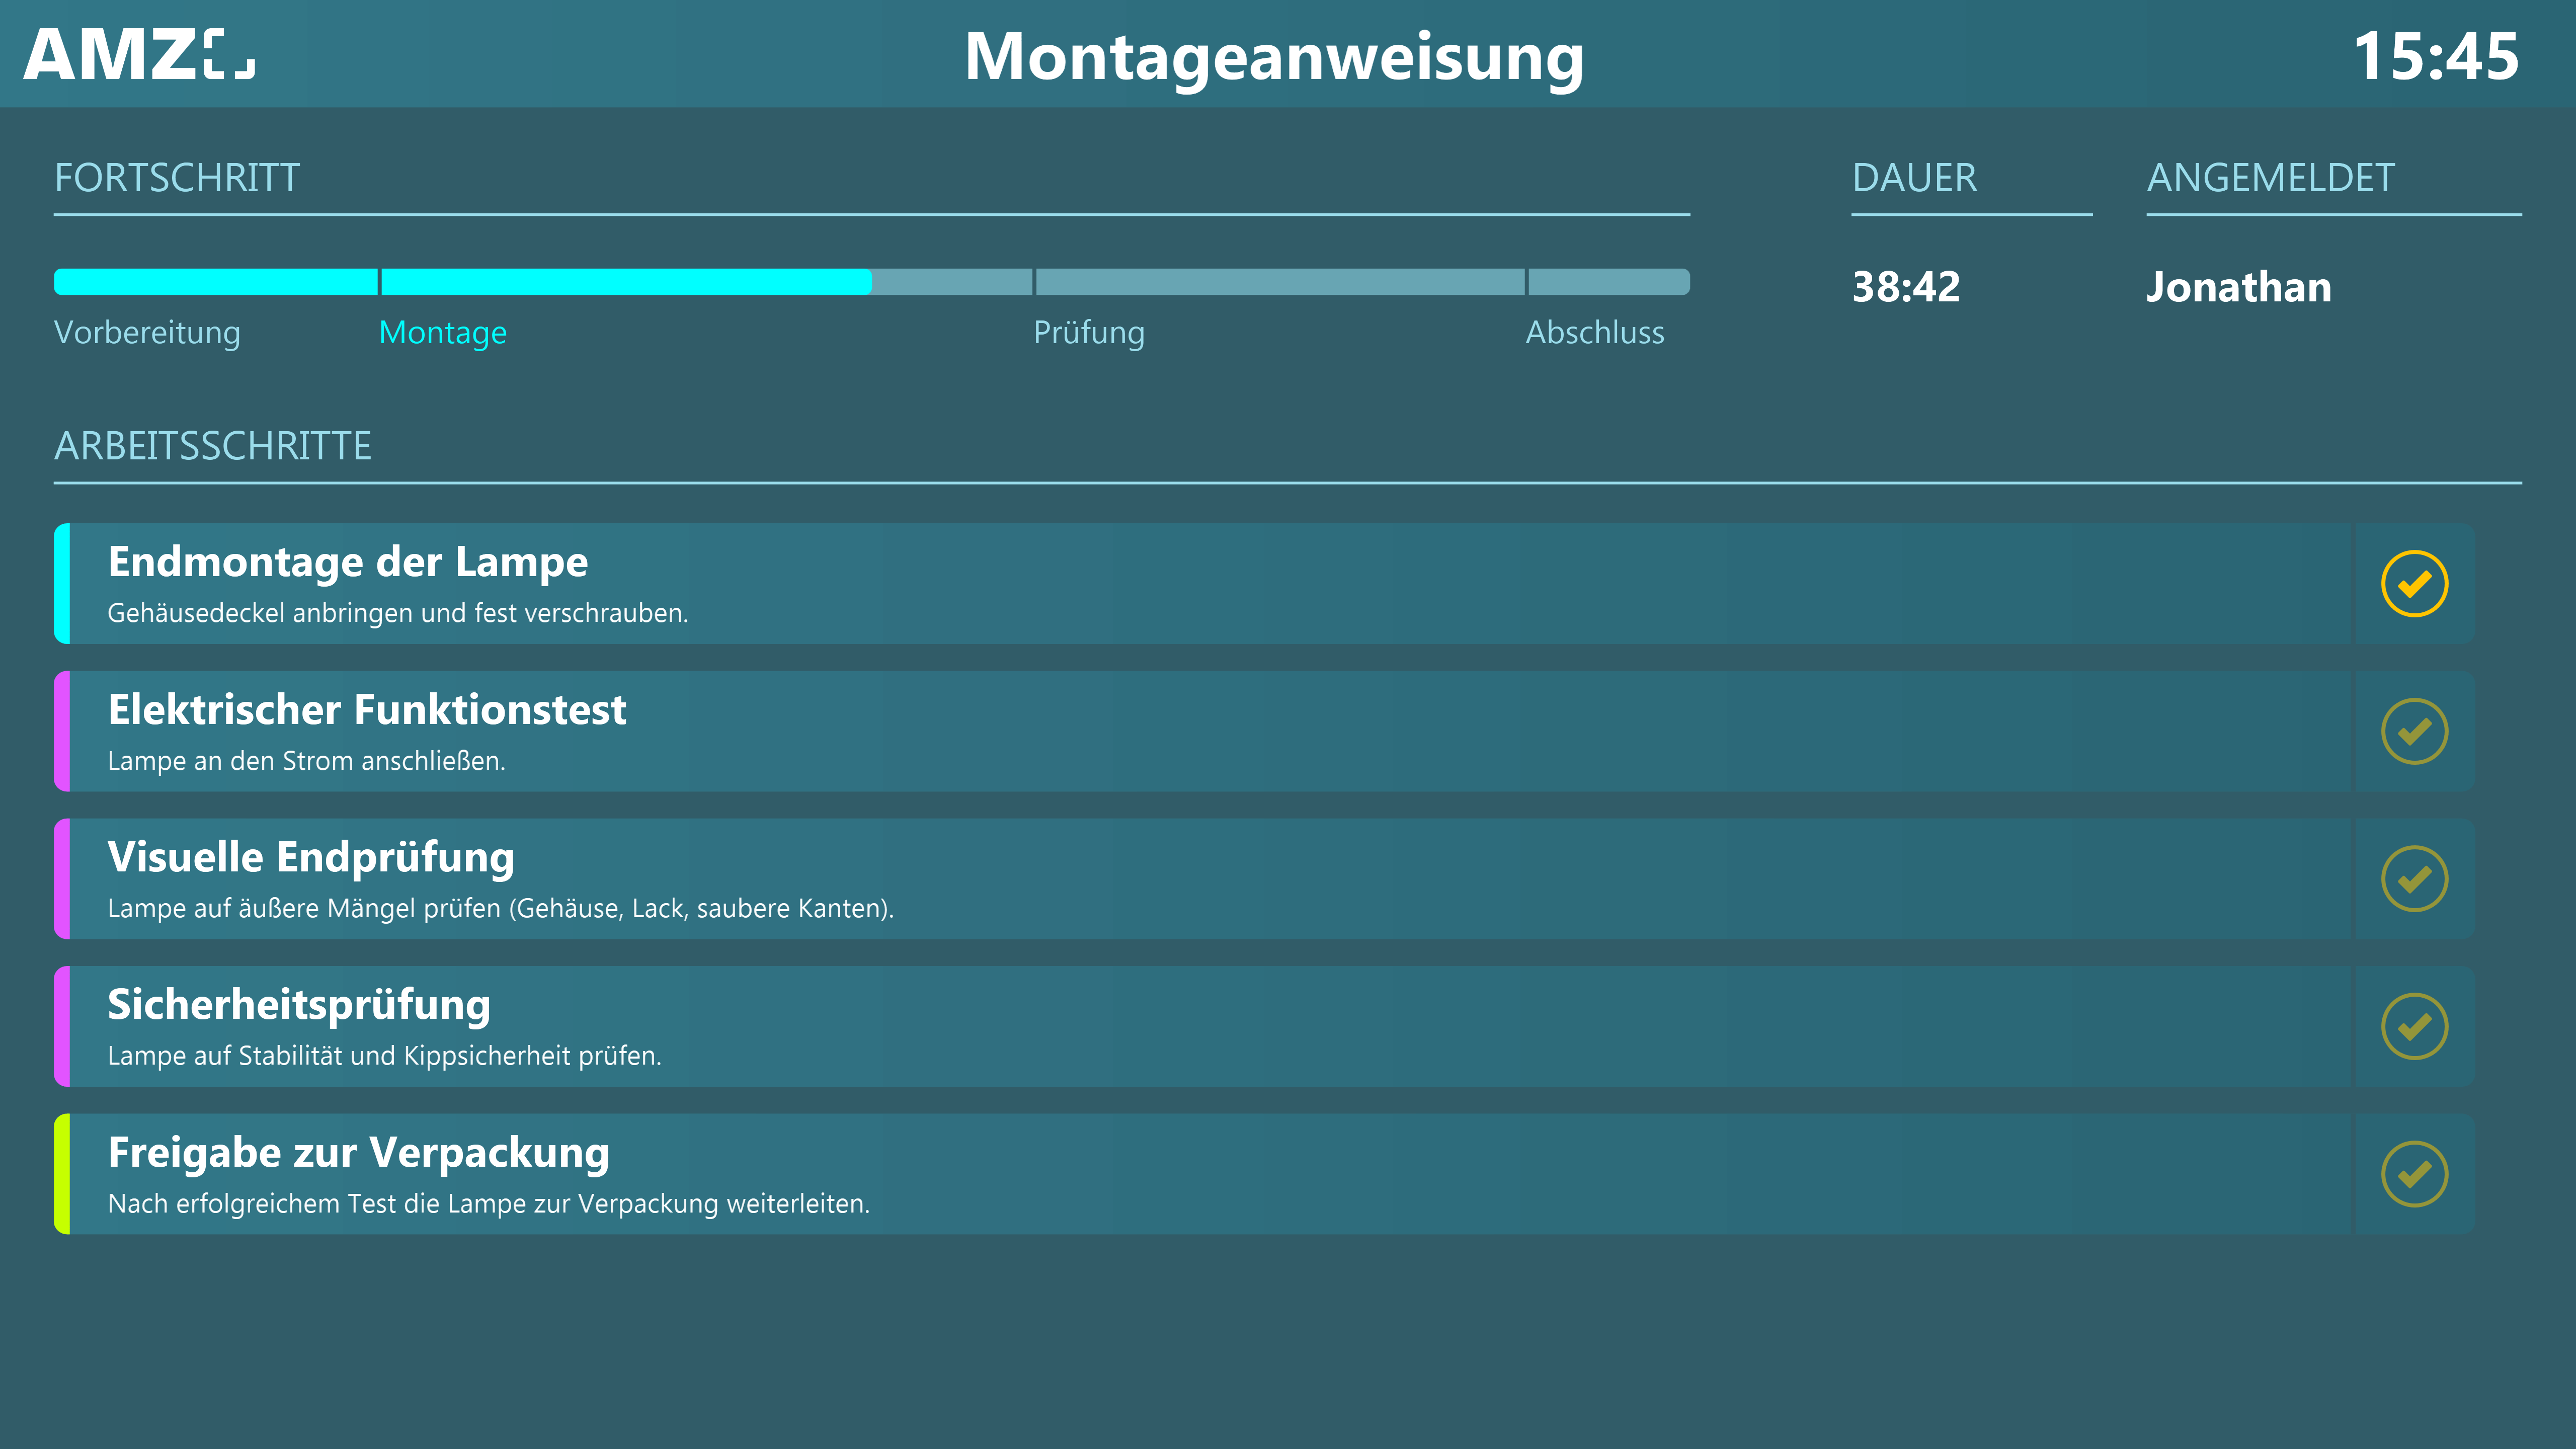 AMZ
Montageanweisung
15:45
FORTSCHRITT
DAUER
ANGEMELDET
38:42
Jonathan
Vorbereitung
Montage
Prüfung
Abschluss
ARBEITSSCHRITTE
Endmontage der Lampe
Gehäusedeckel anbringen und fest verschrauben.
Elektrischer Funktionstest
Lampe an den Strom anschließen.
Visuelle Endprüfung
Lampe auf äußere Mängel prüfen (Gehäuse, Lack, saubere Kanten).
Sicherheitsprüfung
Lampe auf Stabilität und Kippsicherheit prüfen.
Freigabe zur Verpackung
Nach erfolgreichem Test die Lampe zur Verpackung weiterleiten.